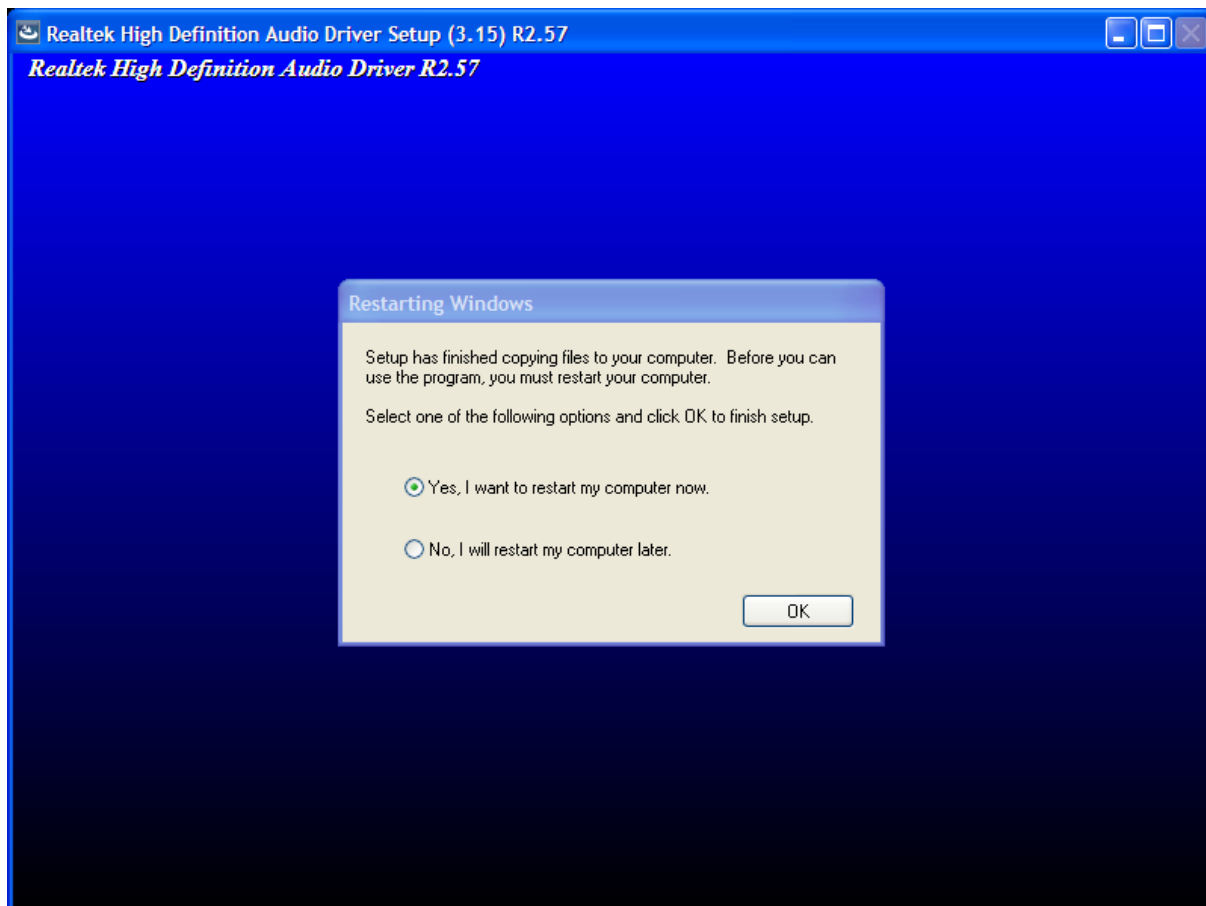 Realtek High Definition Audio Driver Setup (3.15) R2.57
Realtek High Definition Audio Driver R2.57
Restarting Windows
Setup has finished copying files to your computer.  Before you can
use the program, you must restart your computer.
Select one of the following options and click OK to finish setup.
Yes, I want to restart my computer now.
No, I will restart my computer later.
OK